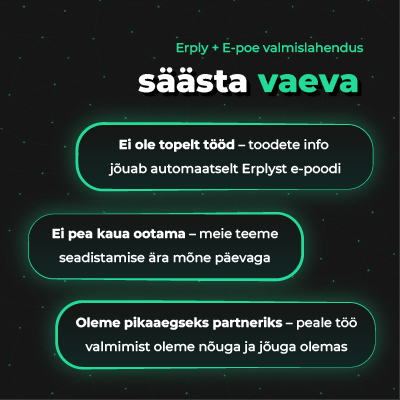 Erply + E-poe valmislahendus
säästa vaeva
Ei ole topelt tööd – toodete info
jõuab automaatselt Erplyst e-poodi
Ei pea kaua ootama – meie teeme
seadistamise ära mõne päevaga
Oleme pikaaegseks partneriks – peale töö
valmimist oleme nõuga ja jõuga olemas